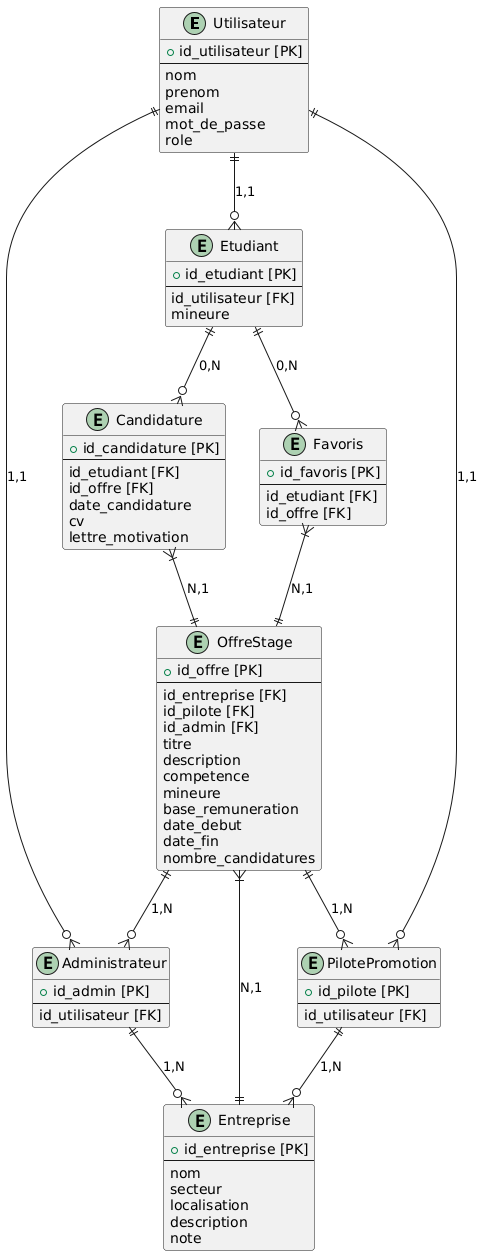 E Utilisateur
id_utilisateur [PK]
nom
prenom
email
mot_de_passe
role
1,1
E Etudiant
id_etudiant [PK]
id_utilisateur [FK]
mineure
0,N
0,N
E Candidature
id_candidature [PK]
id_etudiant [FK]
id_offre [FK]
date_candidature
cv
lettre_motivation
E Favoris
id_favoris [PK]
id_etudiant [FK]
id_offre [FK]
1,1
1,1
N,1
N,1
E OffreStage
id_offre [PK]
id_entreprise [FK]
id_pilote [FK]
id_admin [FK]
titre
description
competence
mineure
base_remuneration
date_debut
date_fin
nombre_candidatures
1,N
1,N
E Administrateur
id_admin [PK]
id_utilisateur [FK]
N,1
E PilotePromotion
id_pilote [PK]
id_utilisateur [FK]
1,N
1,N
E Entreprise
id_entreprise [PK]
nom
secteur
localisation
description
note